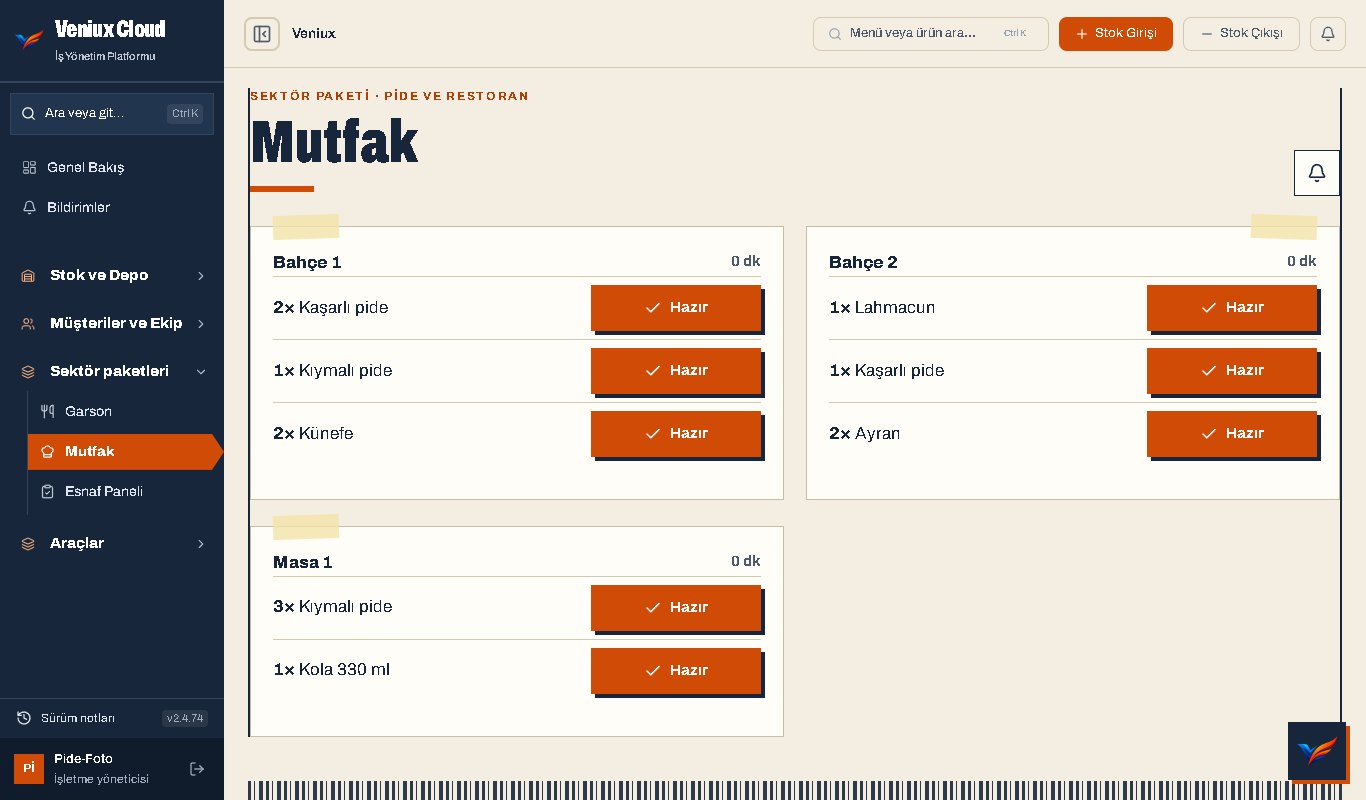 Veniux Cloud
İş Yönetim Platformu
Ara veya git...
Ctrl K
Genel Bakış
Bildirimler
Stok ve Depo
Müşteriler ve Ekip
Sektör paketleri
Garson
Mutfak
Esnaf Paneli
Araçlar
Sürüm notları
v2.4.74
Pİ
Pide-Foto
İşletme yöneticisi
Veniux
Menü veya ürün ara...
Ctrl K
Stok Girişi
Stok Çıkışı
SEKTÖR PAKETİ · PİDE VE RESTORAN
Mutfak
Bahçe 1
0 dk
2× Kaşarlı pide
Hazır
1× Kıymalı pide
Hazır
2× Künefe
Hazır
Bahçe 2
0 dk
1× Lahmacun
Hazır
1× Kaşarlı pide
Hazır
2× Ayran
Hazır
Masa 1
0 dk
3× Kıymalı pide
Hazır
1× Kola 330 ml
Hazır